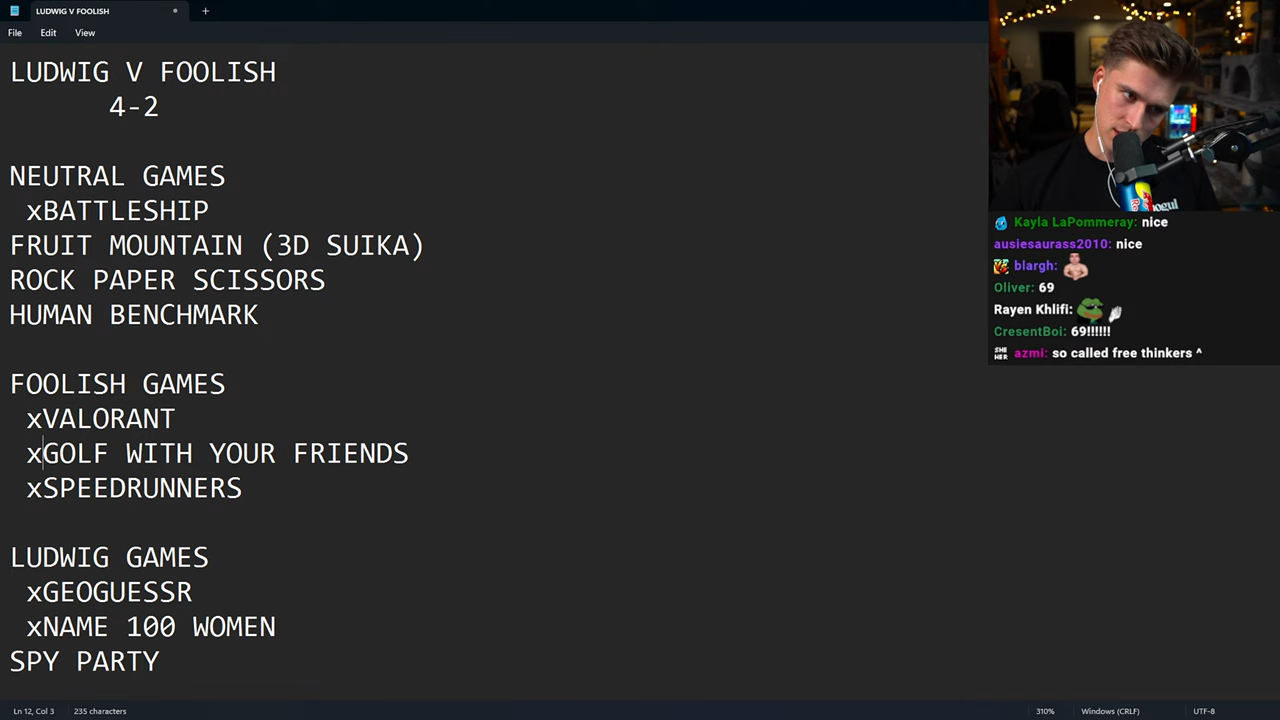 LUDWIG V FOOLISH
File Edit View
LUDWIG V FOOLISH
4-2
NEUTRAL GAMES
xBATTLESHIP
FRUIT MOUNTAIN (3D SUIKA)
ROCK PAPER SCISSORS
HUMAN BENCHMARK
FOOLISH GAMES
xVALORANT
xGOLF WITH YOUR FRIENDS
xSPEEDRUNNERS
LUDWIG GAMES
xGEOGUESSR
xNAME 100 WOMEN
SPY PARTY
Kayla LaPommeray: nice
ausiesaurass2010: nice
blargh:
Oliver: 69
Rayen Khlifi:
CresentBoi: 69!!!!!!
azmi: so called free thinkers ^
Ln 12, Col 3 235 characters 310% Windows (CRLF) UTF-8